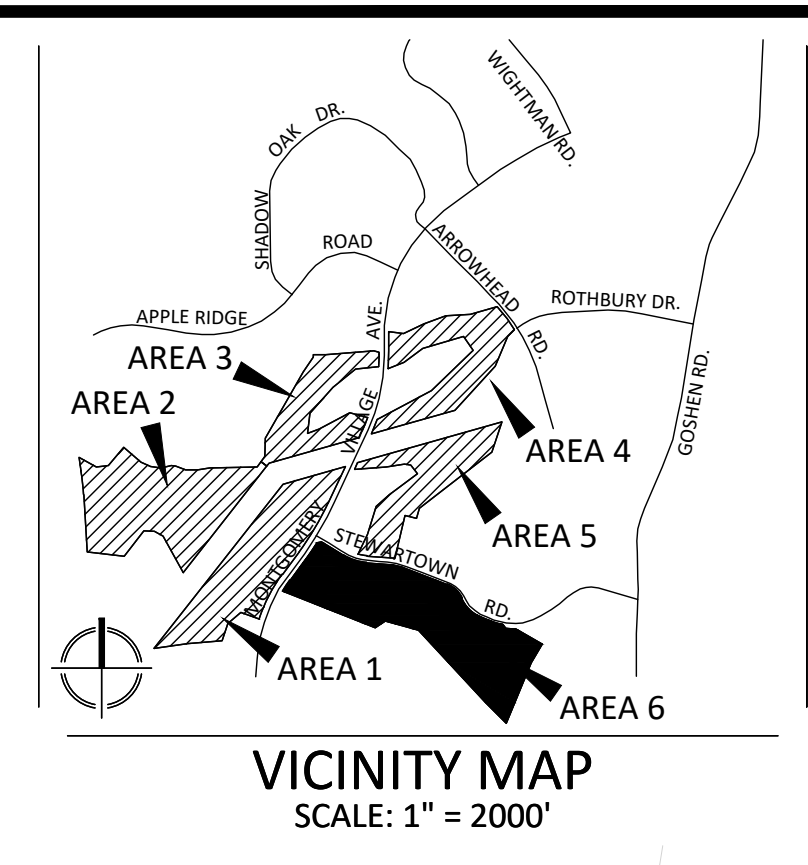 WIGHTMAN RD.
SHADOW OAK DR.
APPLE RIDGE ROAD
ARROWHEAD RD.
ROTHBURY DR.
GOSHEN RD.
MONTGOMERY VILLAGE AVE.
AREA 3
AREA 2
AREA 4
AREA 5
STEWARTOWN RD.
AREA 1
AREA 6
VICINITY MAP
SCALE: 1" = 2000'